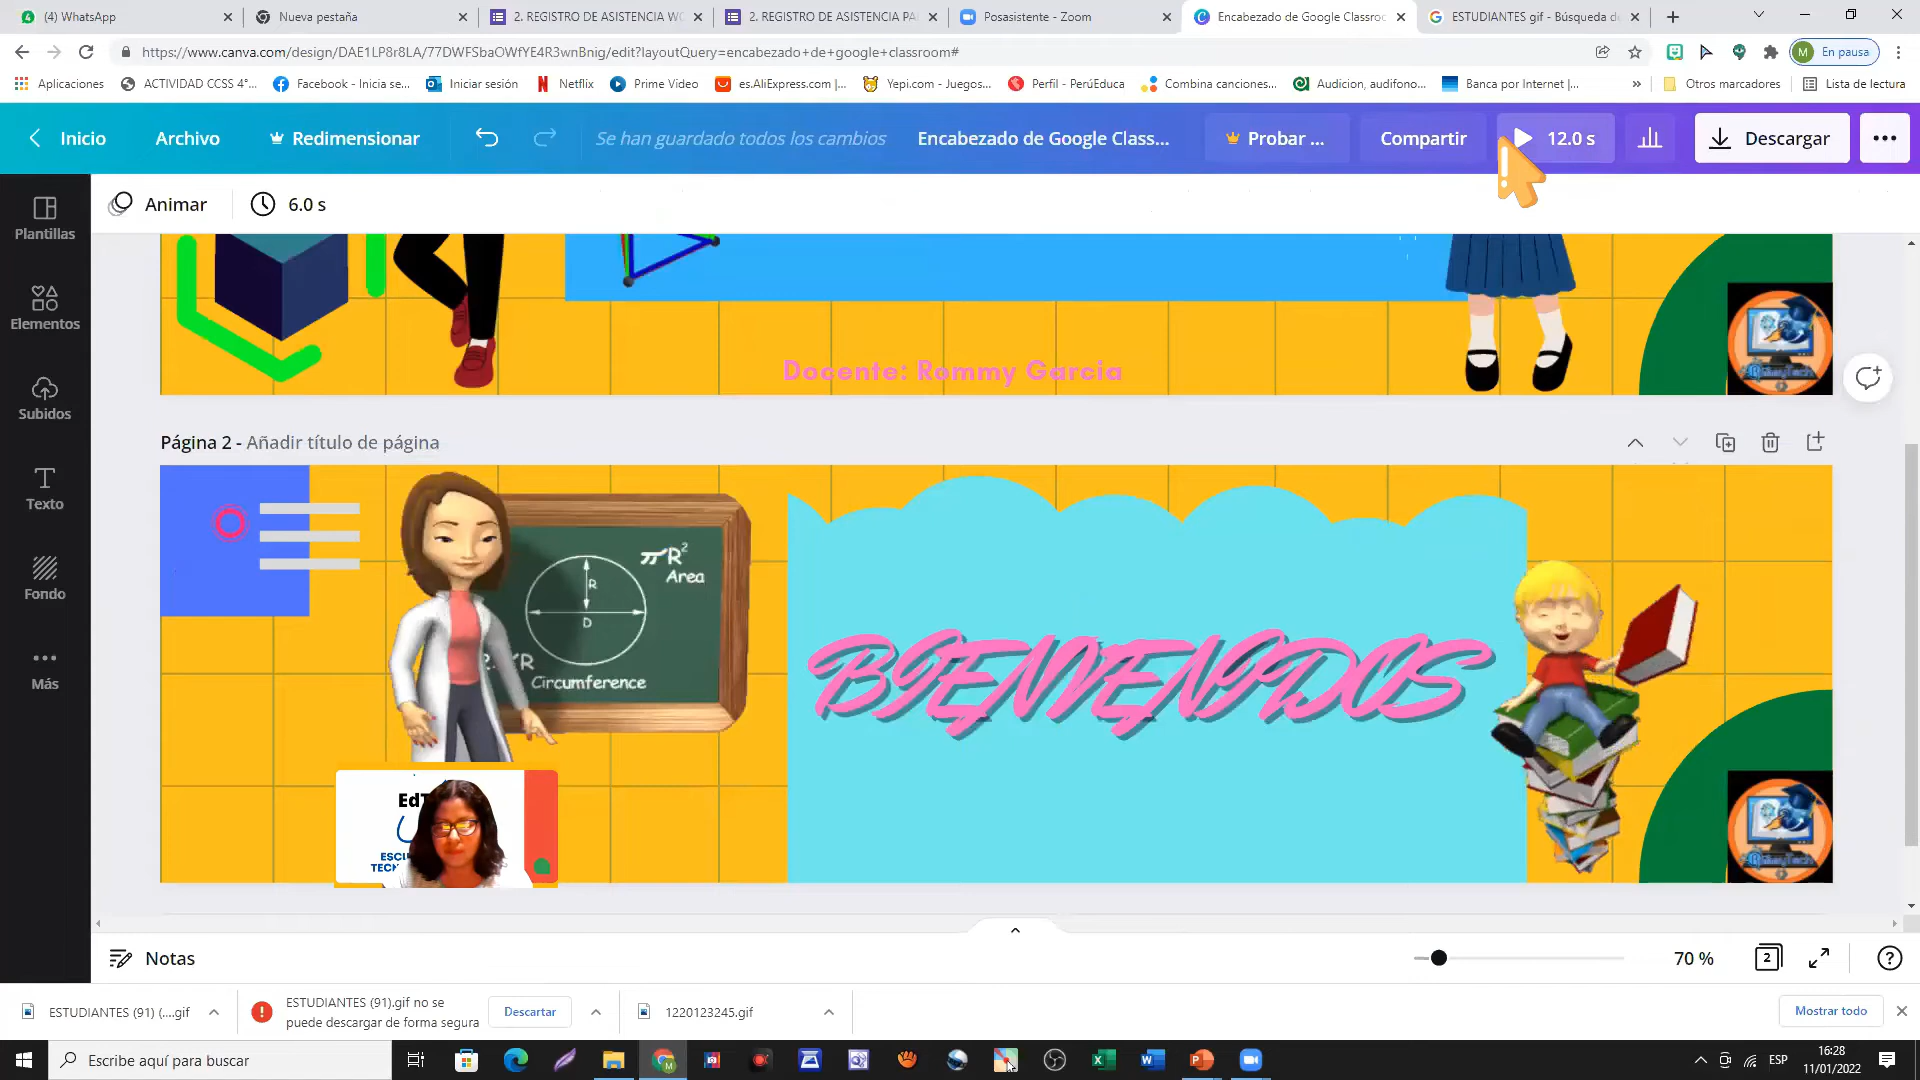 (4) WhatsApp
Nueva pestaña
2. REGISTRO DE ASISTENCIA WO
2. REGISTRO DE ASISTENCIA PA
Posasistente - Zoom
Encabezado de Google Classroo
ESTUDIANTES gif - Búsqueda de
https://www.canva.com/design/DAE1LP8r8LA/77DWFSbaOWfYE4R3wnBnig/edit?layoutQuery=encabezado+de+google+classroom#
M En pausa
Aplicaciones
ACTIVIDAD CCSS 4°...
Facebook - Inicia se...
Iniciar sesión
Netflix
Prime Video
es.AliExpress.com |...
Yepi.com - Juegos...
Perfil - PerúEduca
Combina canciones...
Audicion, audifono...
Banca por Internet |...
Otros marcadores
Lista de lectura
Inicio
Archivo
Redimensionar
Se han guardado todos los cambios
Encabezado de Google Class...
Probar ...
Compartir
12.0 s
Descargar
Animar
6.0 s
Plantillas
Elementos
Subidos
Texto
Fondo
Más
Docente: Rommy Garcia
Página 2 - Añadir título de página
πR²
Area
R
D
R
Circumference
BIENVENIDOS
EdT
ESCU
TECN
Notas
70 %
2
ESTUDIANTES (91) (....gif
ESTUDIANTES (91).gif no se
puede descargar de forma segura
Descartar
1220123245.gif
Mostrar todo
Escribe aquí para buscar
ESP
16:28
11/01/2022